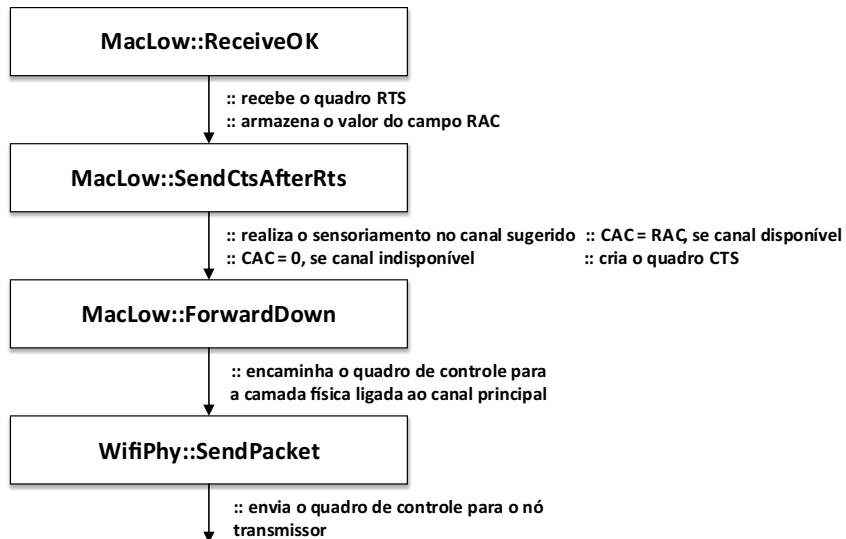 MacLow::ReceiveOK
:: recebe o quadro RTS
:: armazena o valor do campo RAC
MacLow::SendCtsAfterRts
:: realiza o sensoriamento no canal sugerido :: CAC = RAC, se canal disponível
:: CAC = 0, se canal indisponível :: cria o quadro CTS
MacLow::ForwardDown
:: encaminha o quadro de controle para
a camada física ligada ao canal principal
WifiPhy::SendPacket
:: envia o quadro de controle para o nó
transmissor